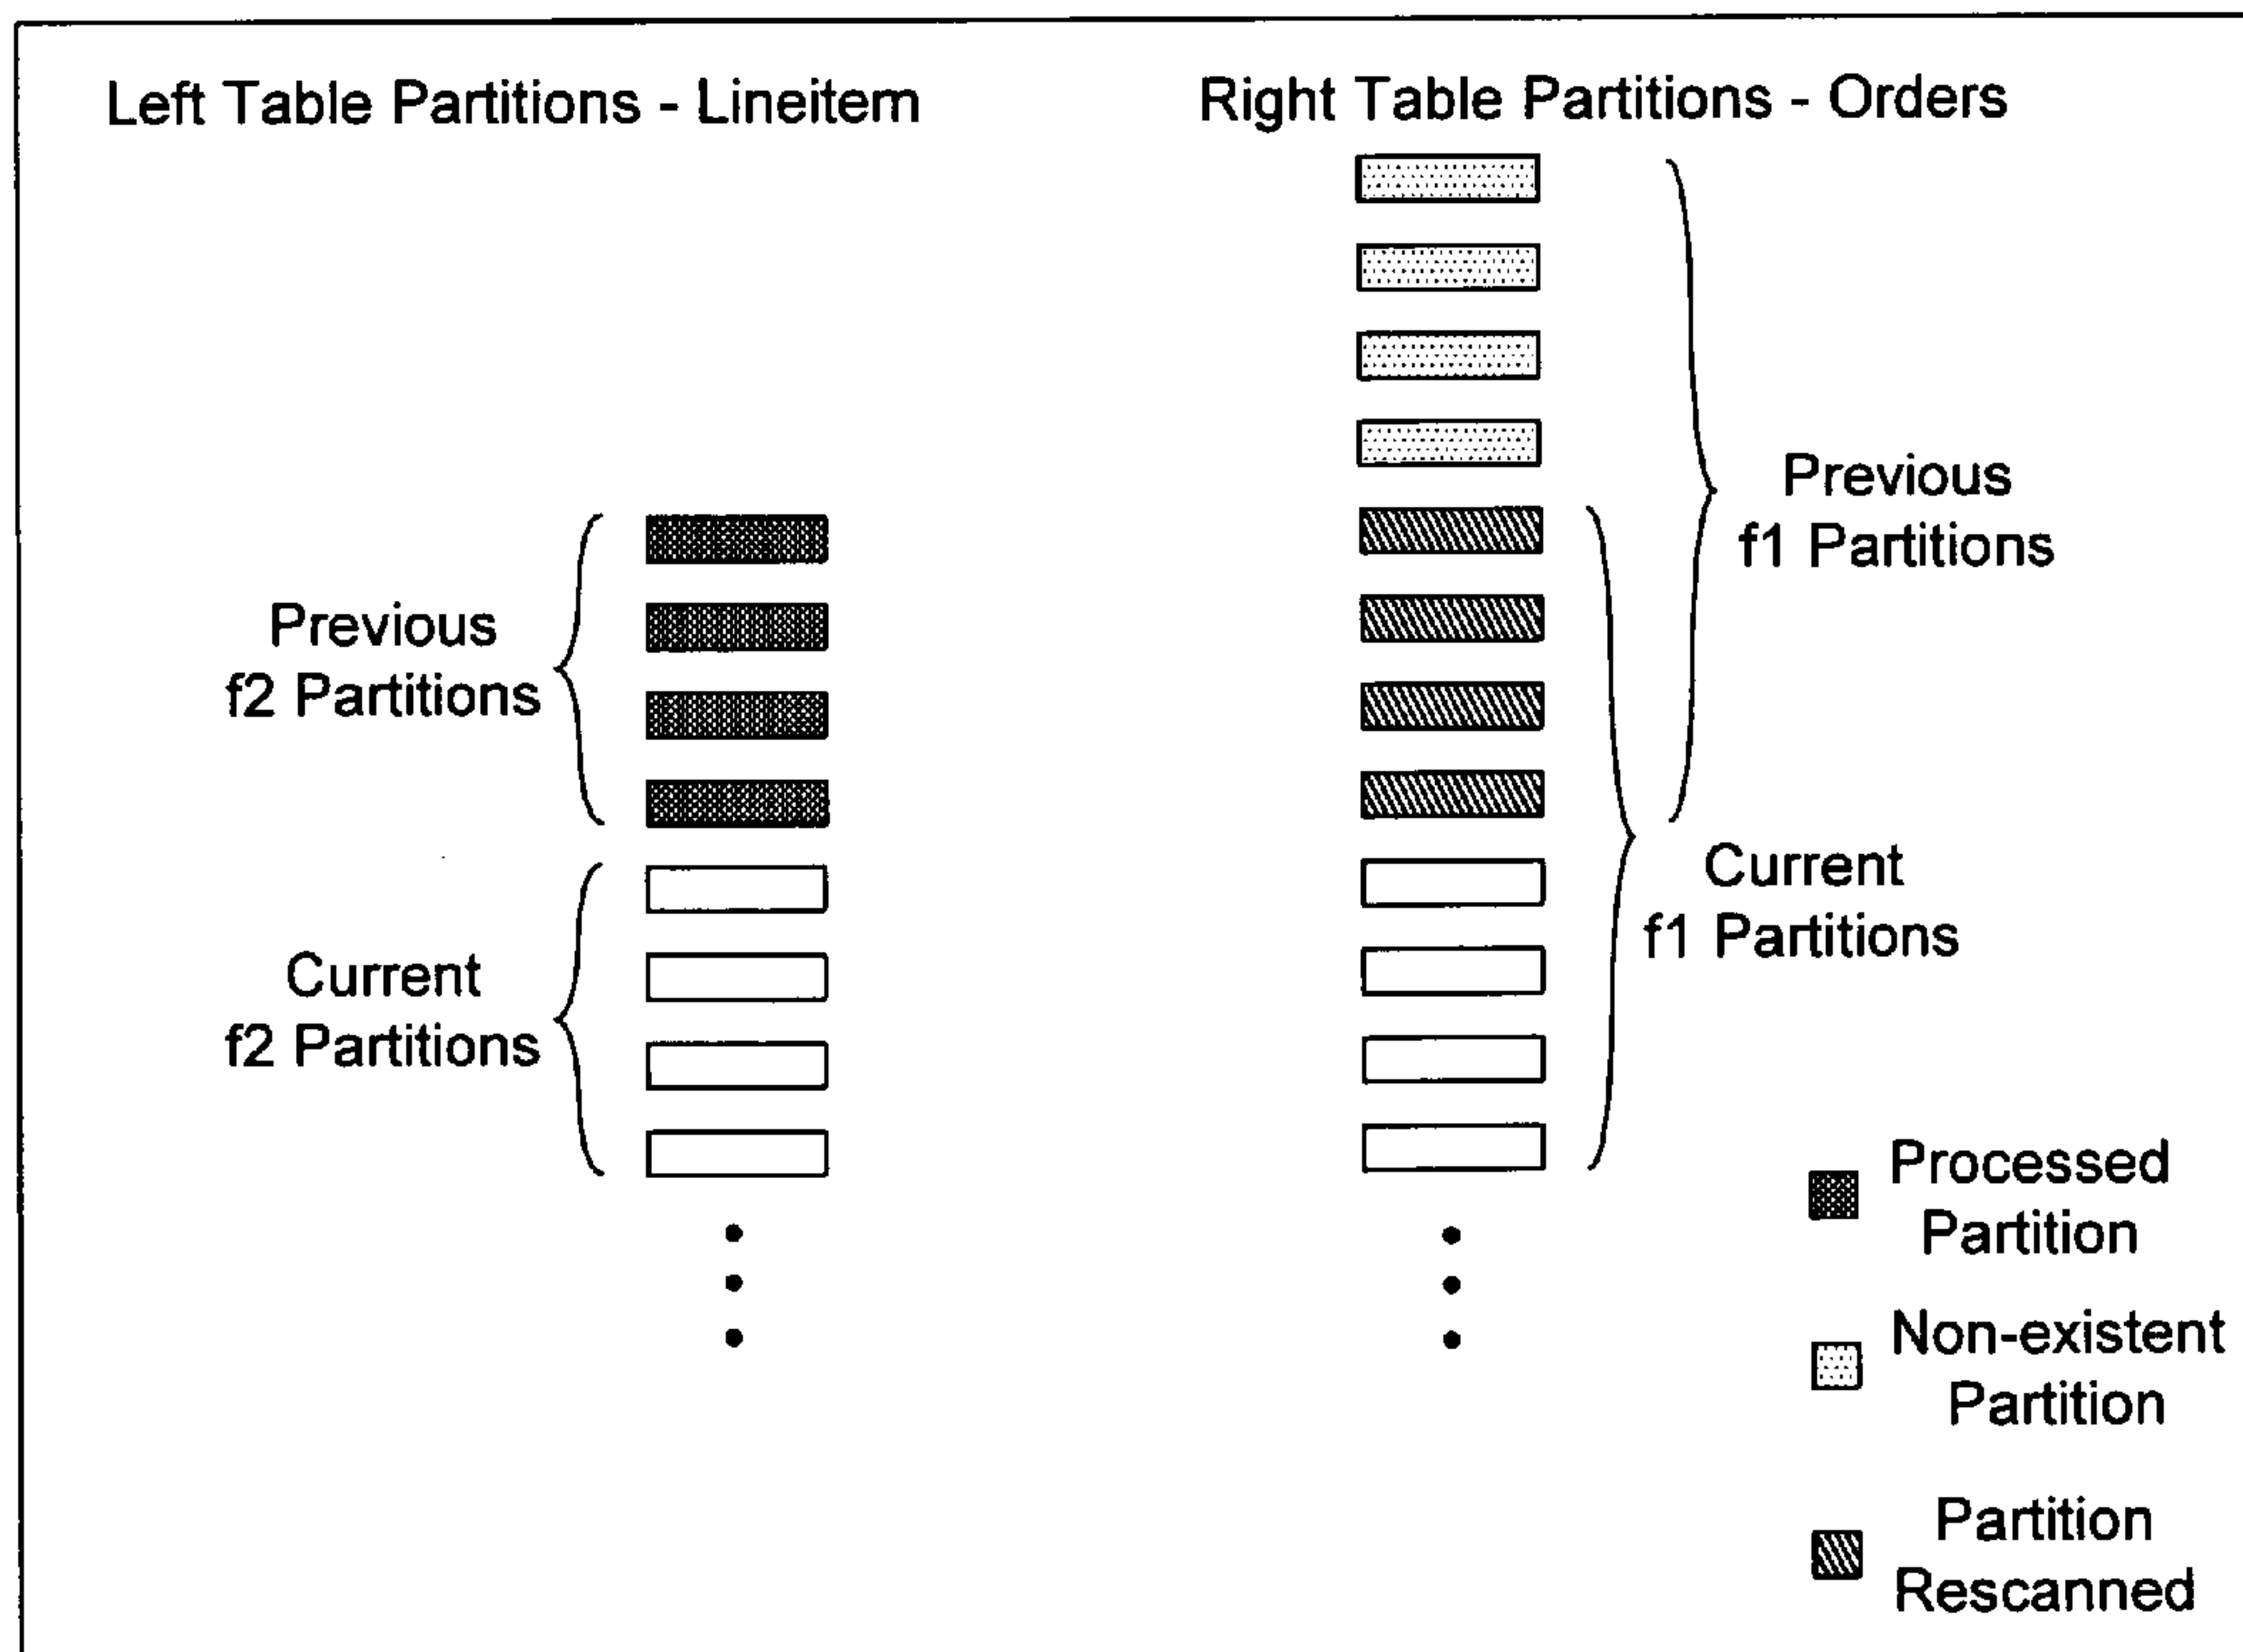 Left Table Partitions - Lineitem
Right Table Partitions - Orders
Previous
f1 Partitions
Previous
f2 Partitions
Current
f1 Partitions
Current
f2 Partitions
Processed
Partition
Non-existent
Partition
Partition
Rescanned